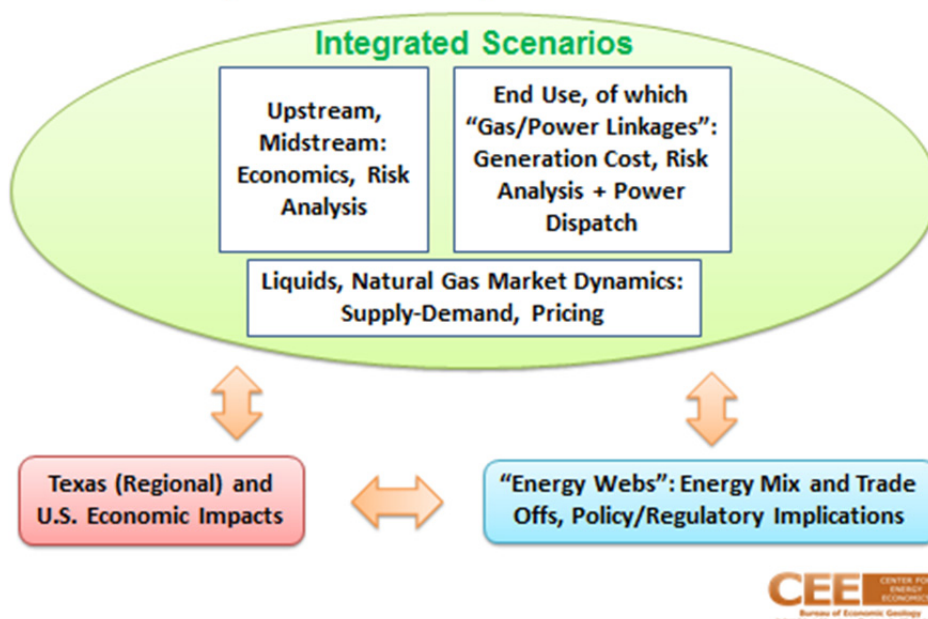 Integrated Scenarios
Upstream,
Midstream:
Economics, Risk
Analysis
End Use, of which
“Gas/Power Linkages”:
Generation Cost, Risk
Analysis + Power
Dispatch
Liquids, Natural Gas Market Dynamics:
Supply-Demand, Pricing
Texas (Regional) and
U.S. Economic Impacts
“Energy Webs”: Energy Mix and Trade
Offs, Policy/Regulatory Implications
CEE
CENTER FOR
ENERGY
ECONOMICS
Bureau of Economic Geology